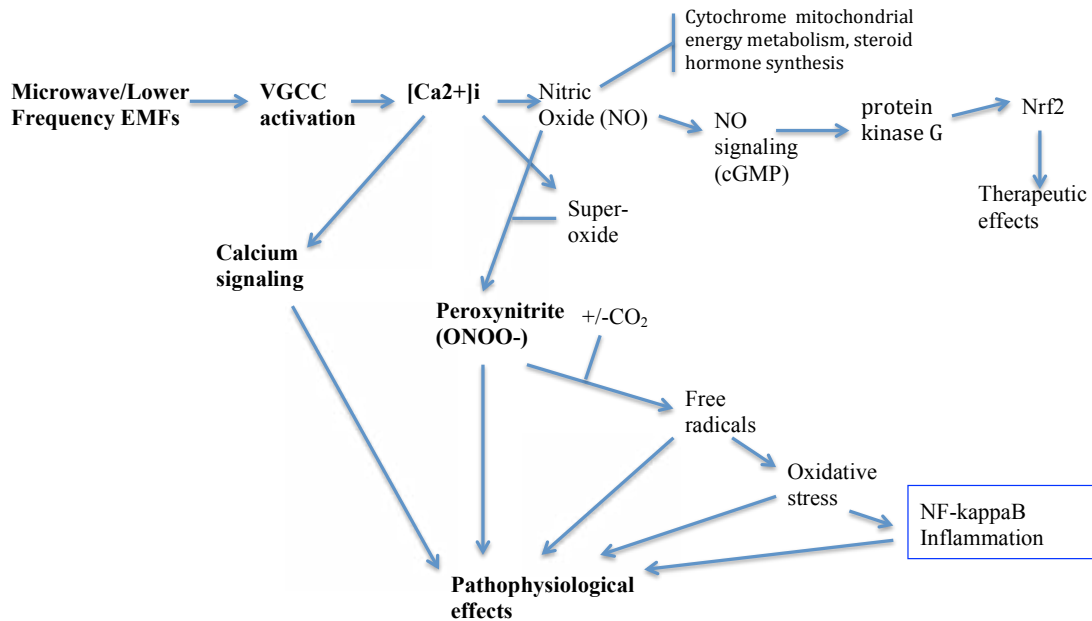 Cytochrome mitochondrial
energy metabolism, steroid
hormone synthesis
Microwave/Lower
Frequency EMFs
VGCC
activation
[Ca2+]i
Nitric
Oxide (NO)
NO
signaling
(cGMP)
protein
kinase G
Nrf2
Therapeutic
effects
Super-
oxide
Calcium
signaling
Peroxynitrite
(ONOO-)
+/-CO₂
Free
radicals
Oxidative
stress
NF-kappaB
Inflammation
Pathophysiological
effects